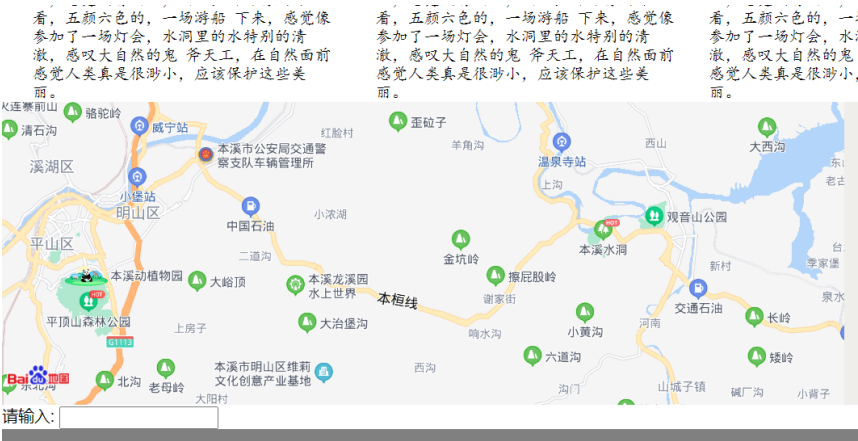 看，五颜六色的，一场游船 下来，感觉像
参加了一场灯会，水洞里的水特别的清
澈，感叹大自然的鬼 斧天工，在自然面前
感觉人类真是很渺小，应该保护这些美
丽。
看，五颜六色的，一场游船 下来，感觉像
参加了一场灯会，水洞里的水特别的清
澈，感叹大自然的鬼 斧天工，在自然面前
感觉人类真是很渺小，应该保护这些美
丽。
看，五颜六色的，一场
参加了一场灯会，水
澈，感叹大自然的鬼
感觉人类真是很渺小，
丽。
火连寨前山
骆驼岭
清石沟
威宁站
红脸村
歪砬子
羊角沟
西山
大西沟
本溪市公安局交通警
察支队车辆管理所
溪湖区
温泉寺站
小堡站
上沟
明山区
中国石油
小浓湖
HOT
观音山公园
平山区
二道沟
金坑岭
本溪水洞
本溪动植物园
大峪顶
本溪龙溪园
水上世界
擦屁股岭
新村
季家堡
HOT
本桓线
谢家街
交通石油
泉水
平顶山森林公园
上房子
大冶堡沟
响水沟
小黄沟
河南
长岭
G1113
六道沟
矮岭
本溪市明山区维莉
文化创意产业基地
西沟
Bai du 地图
北沟
老母岭
沟门
山城子镇
碱厂沟
小背子
大阳村
请输入: